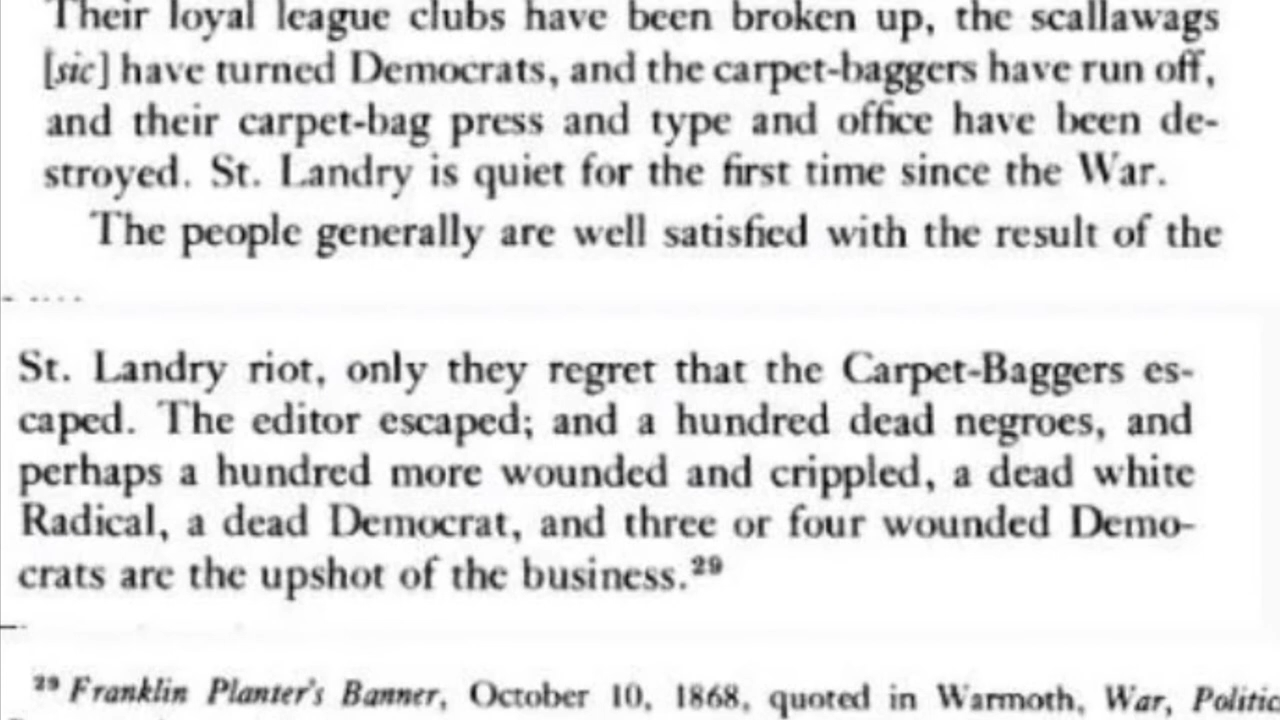 Their loyal league clubs have been broken up, the scallawags
[sic] have turned Democrats, and the carpet-baggers have run off,
and their carpet-bag press and type and office have been de-
stroyed. St. Landry is quiet for the first time since the War.
The people generally are well satisfied with the result of the
St. Landry riot, only they regret that the Carpet-Baggers es-
caped. The editor escaped; and a hundred dead negroes, and
perhaps a hundred more wounded and crippled, a dead white
Radical, a dead Democrat, and three or four wounded Demo-
crats are the upshot of the business.²⁹
²⁹ Franklin Planter's Banner, October 10, 1868, quoted in Warmoth, War, Politic